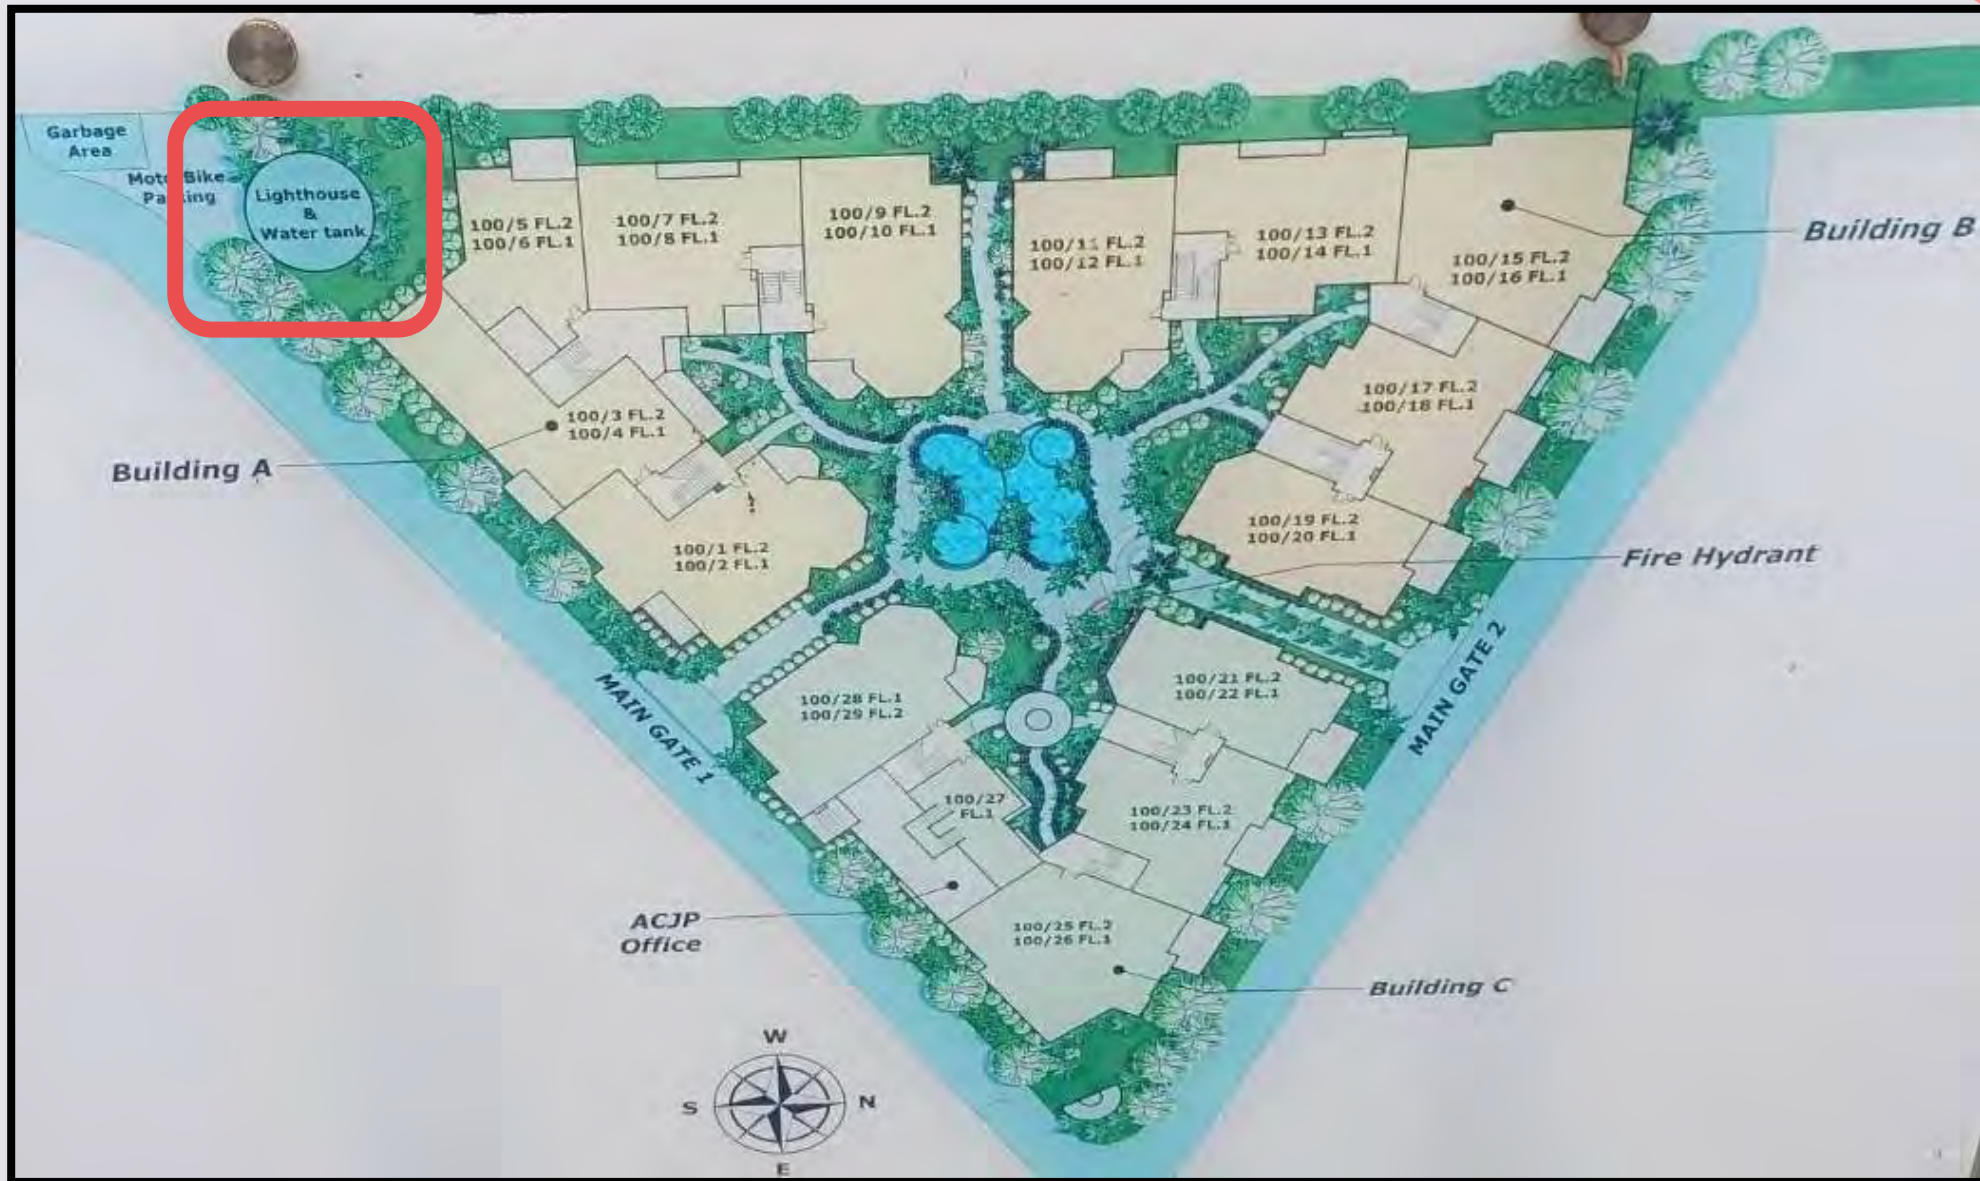 Garbage
Area
Motor Bike
Parking
Lighthouse
&
Water tank
100/5 FL.2
100/6 FL.1
100/7 FL.2
100/8 FL.1
100/9 FL.2
100/10 FL.1
100/11 FL.2
100/12 FL.1
100/13 FL.2
100/14 FL.1
100/15 FL.2
100/16 FL.1
Building B
100/17 FL.2
100/18 FL.1
100/3 FL.2
100/4 FL.1
Building A
100/1 FL.2
100/2 FL.1
100/19 FL.2
100/20 FL.1
Fire Hydrant
MAIN GATE 1
MAIN GATE 2
100/28 FL.1
100/29 FL.2
100/21 FL.2
100/22 FL.1
100/27
FL.1
100/23 FL.2
100/24 FL.1
ACJP
Office
100/25 FL.2
100/26 FL.1
Building C
W
S
N
E